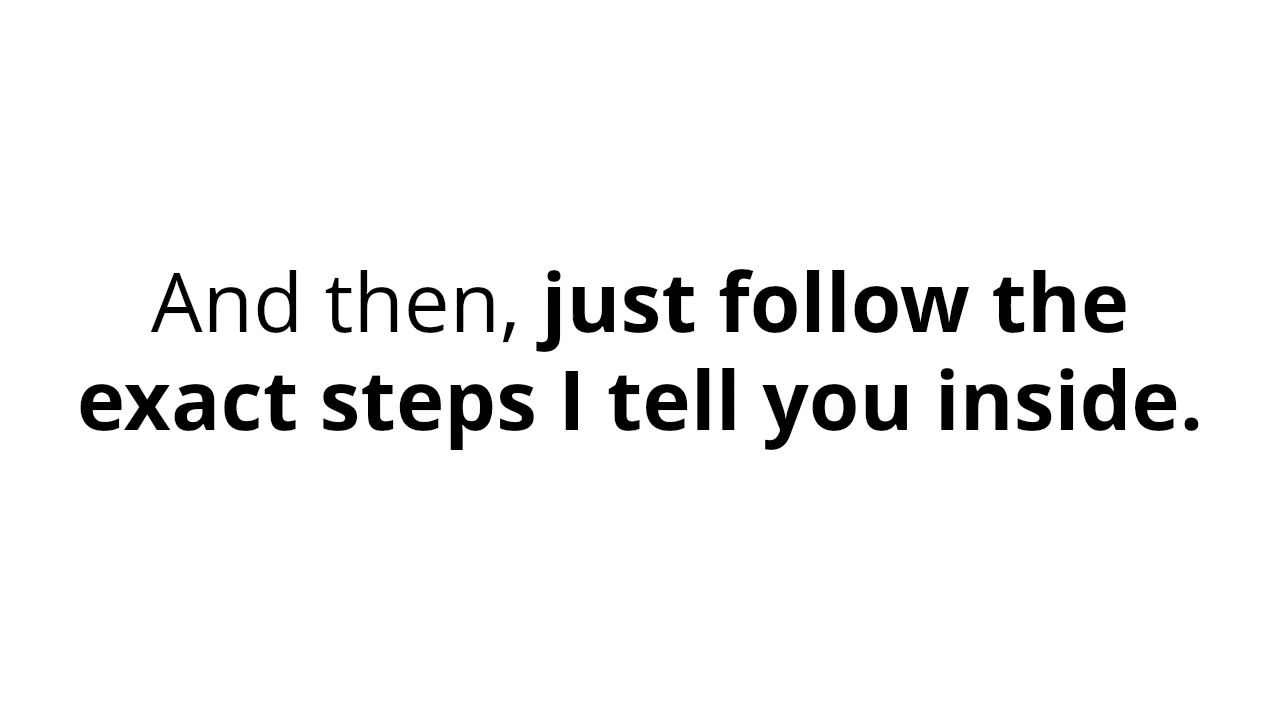 And then, just follow the
exact steps I tell you inside.